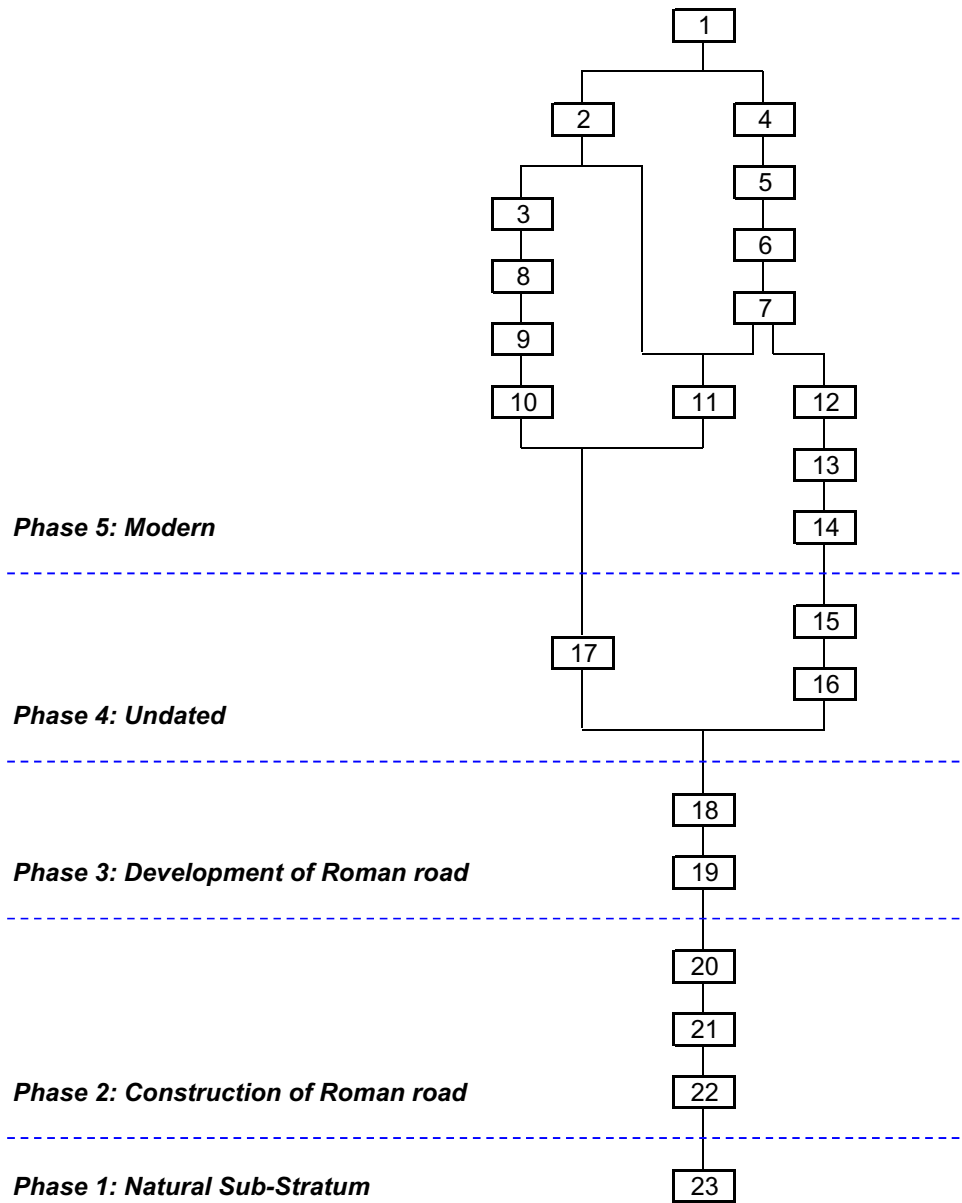 1
2 4
5
3
6
8
7
9
10 11 12
13
Phase 5: Modern 14
15
17
16
Phase 4: Undated
18
Phase 3: Development of Roman road 19
20
21
Phase 2: Construction of Roman road 22
Phase 1: Natural Sub-Stratum 23